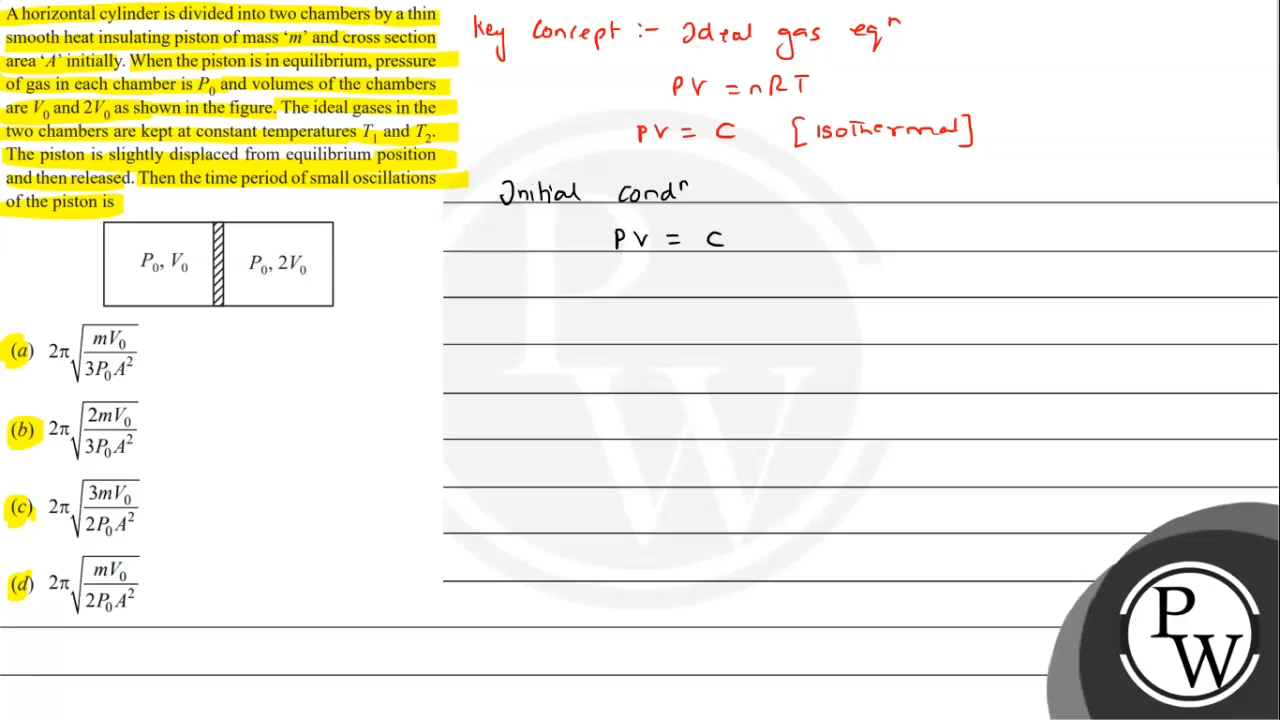 A horizontal cylinder is divided into two chambers by a thin
smooth heat insulating piston of mass ‘m’ and cross section
area ‘A’ initially. When the piston is in equilibrium, pressure
of gas in each chamber is P₀ and volumes of the chambers
are V₀ and 2V₀ as shown in the figure. The ideal gases in the
two chambers are kept at constant temperatures T₁ and T₂.
The piston is slightly displaced from equilibrium position
and then released. Then the time period of small oscillations
of the piston is
P₀, V₀
P₀, 2V₀
(a) 2π√(mV₀/3P₀A²)
(b) 2π√(2mV₀/3P₀A²)
(c) 2π√(3mV₀/2P₀A²)
(d) 2π√(mV₀/2P₀A²)
Key Concept :- Ideal gas eqⁿ
PV = nRT
PV = C [Isothermal]
Initial Condⁿ
PV = C
PW
PW